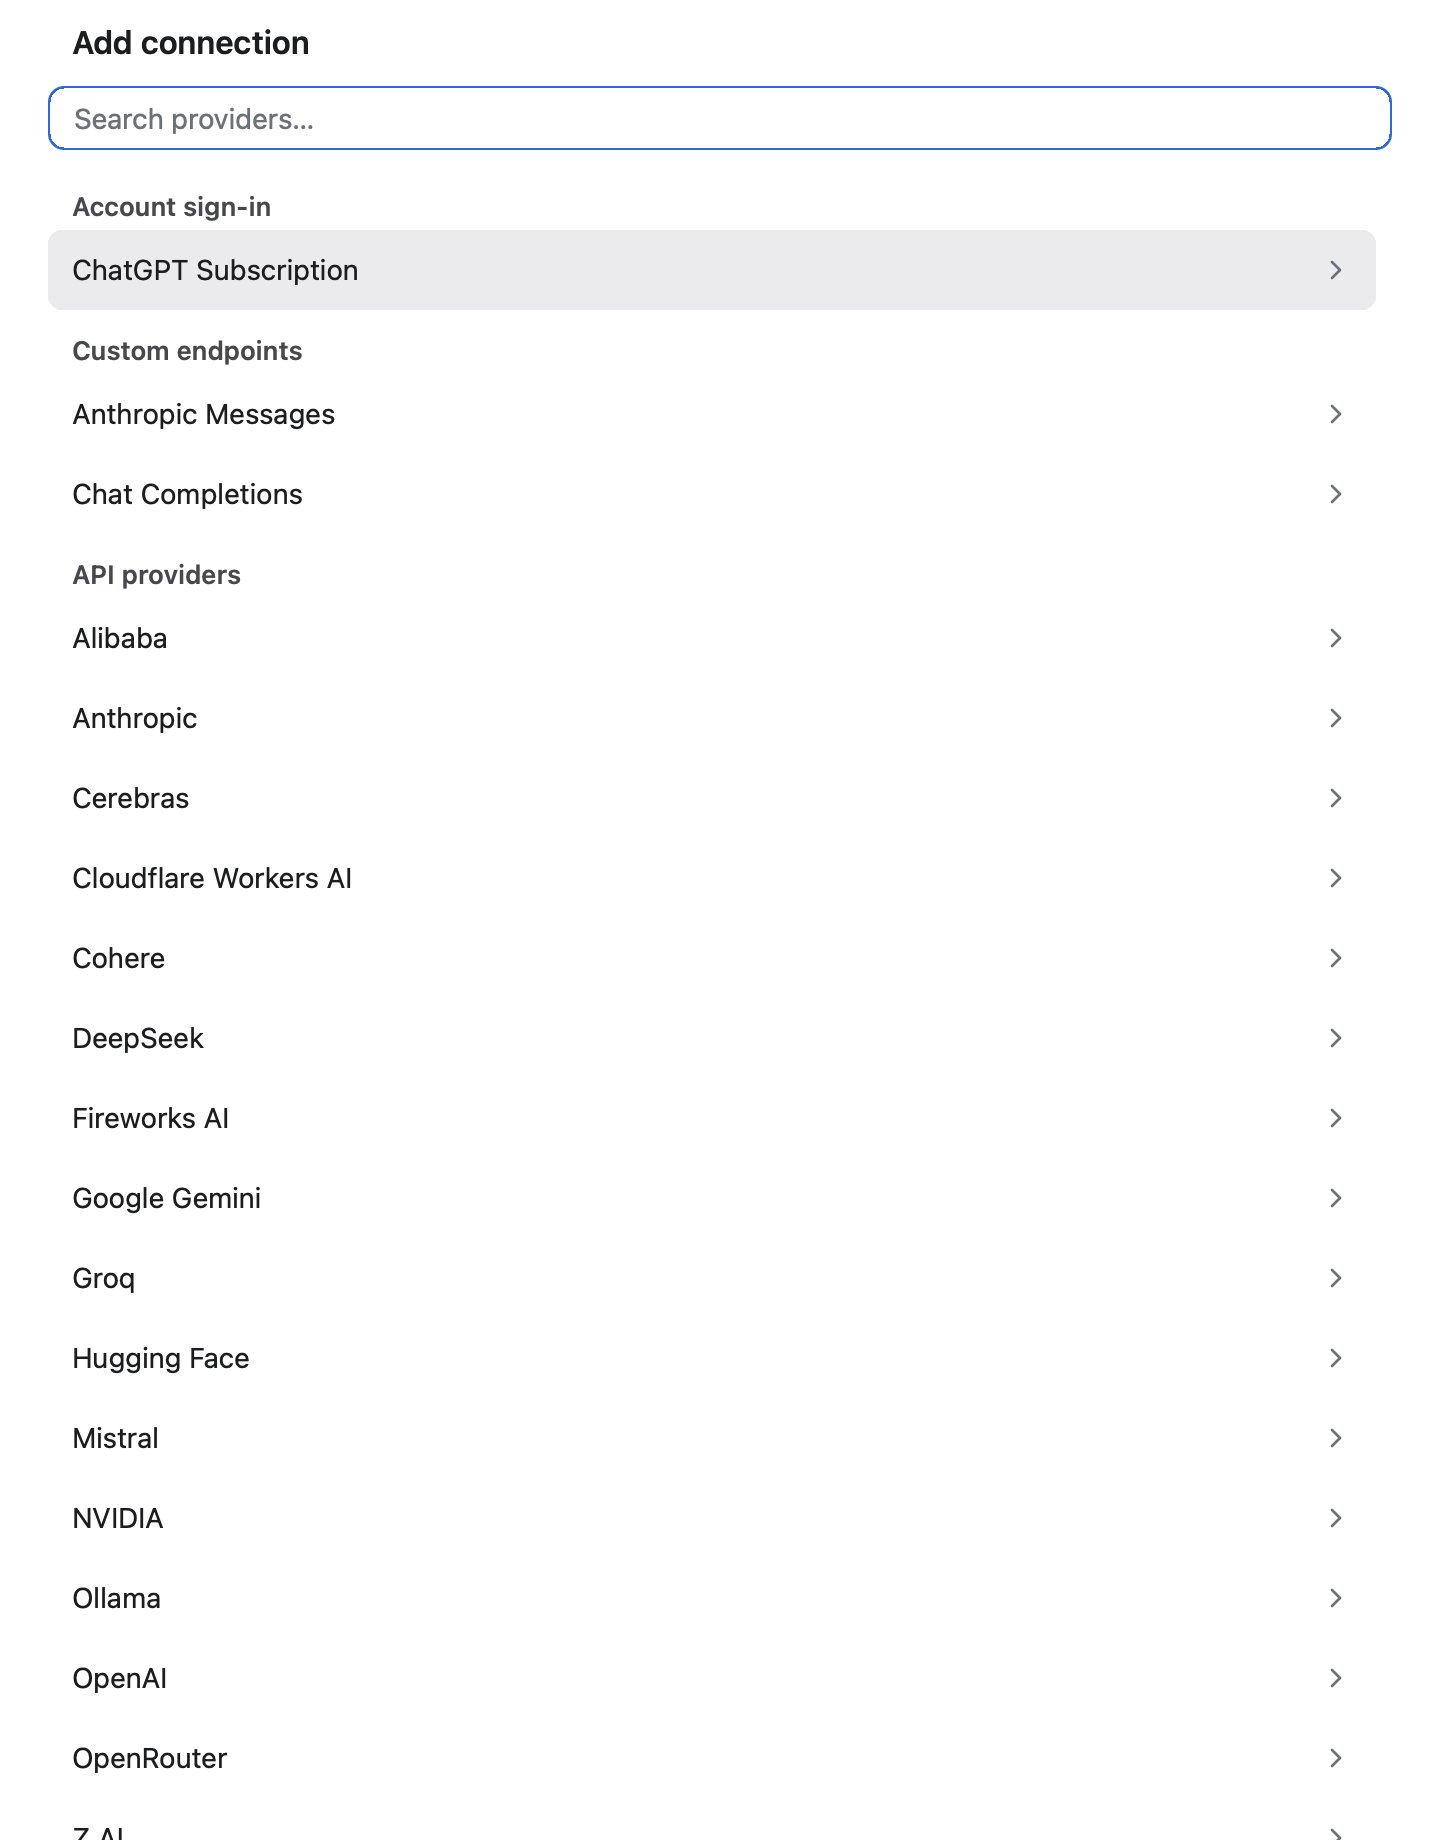 Add connection
Search providers...
Account sign-in
ChatGPT Subscription
Custom endpoints
Anthropic Messages
Chat Completions
API providers
Alibaba
Anthropic
Cerebras
Cloudflare Workers AI
Cohere
DeepSeek
Fireworks AI
Google Gemini
Groq
Hugging Face
Mistral
NVIDIA
Ollama
OpenAI
OpenRouter
Z AI